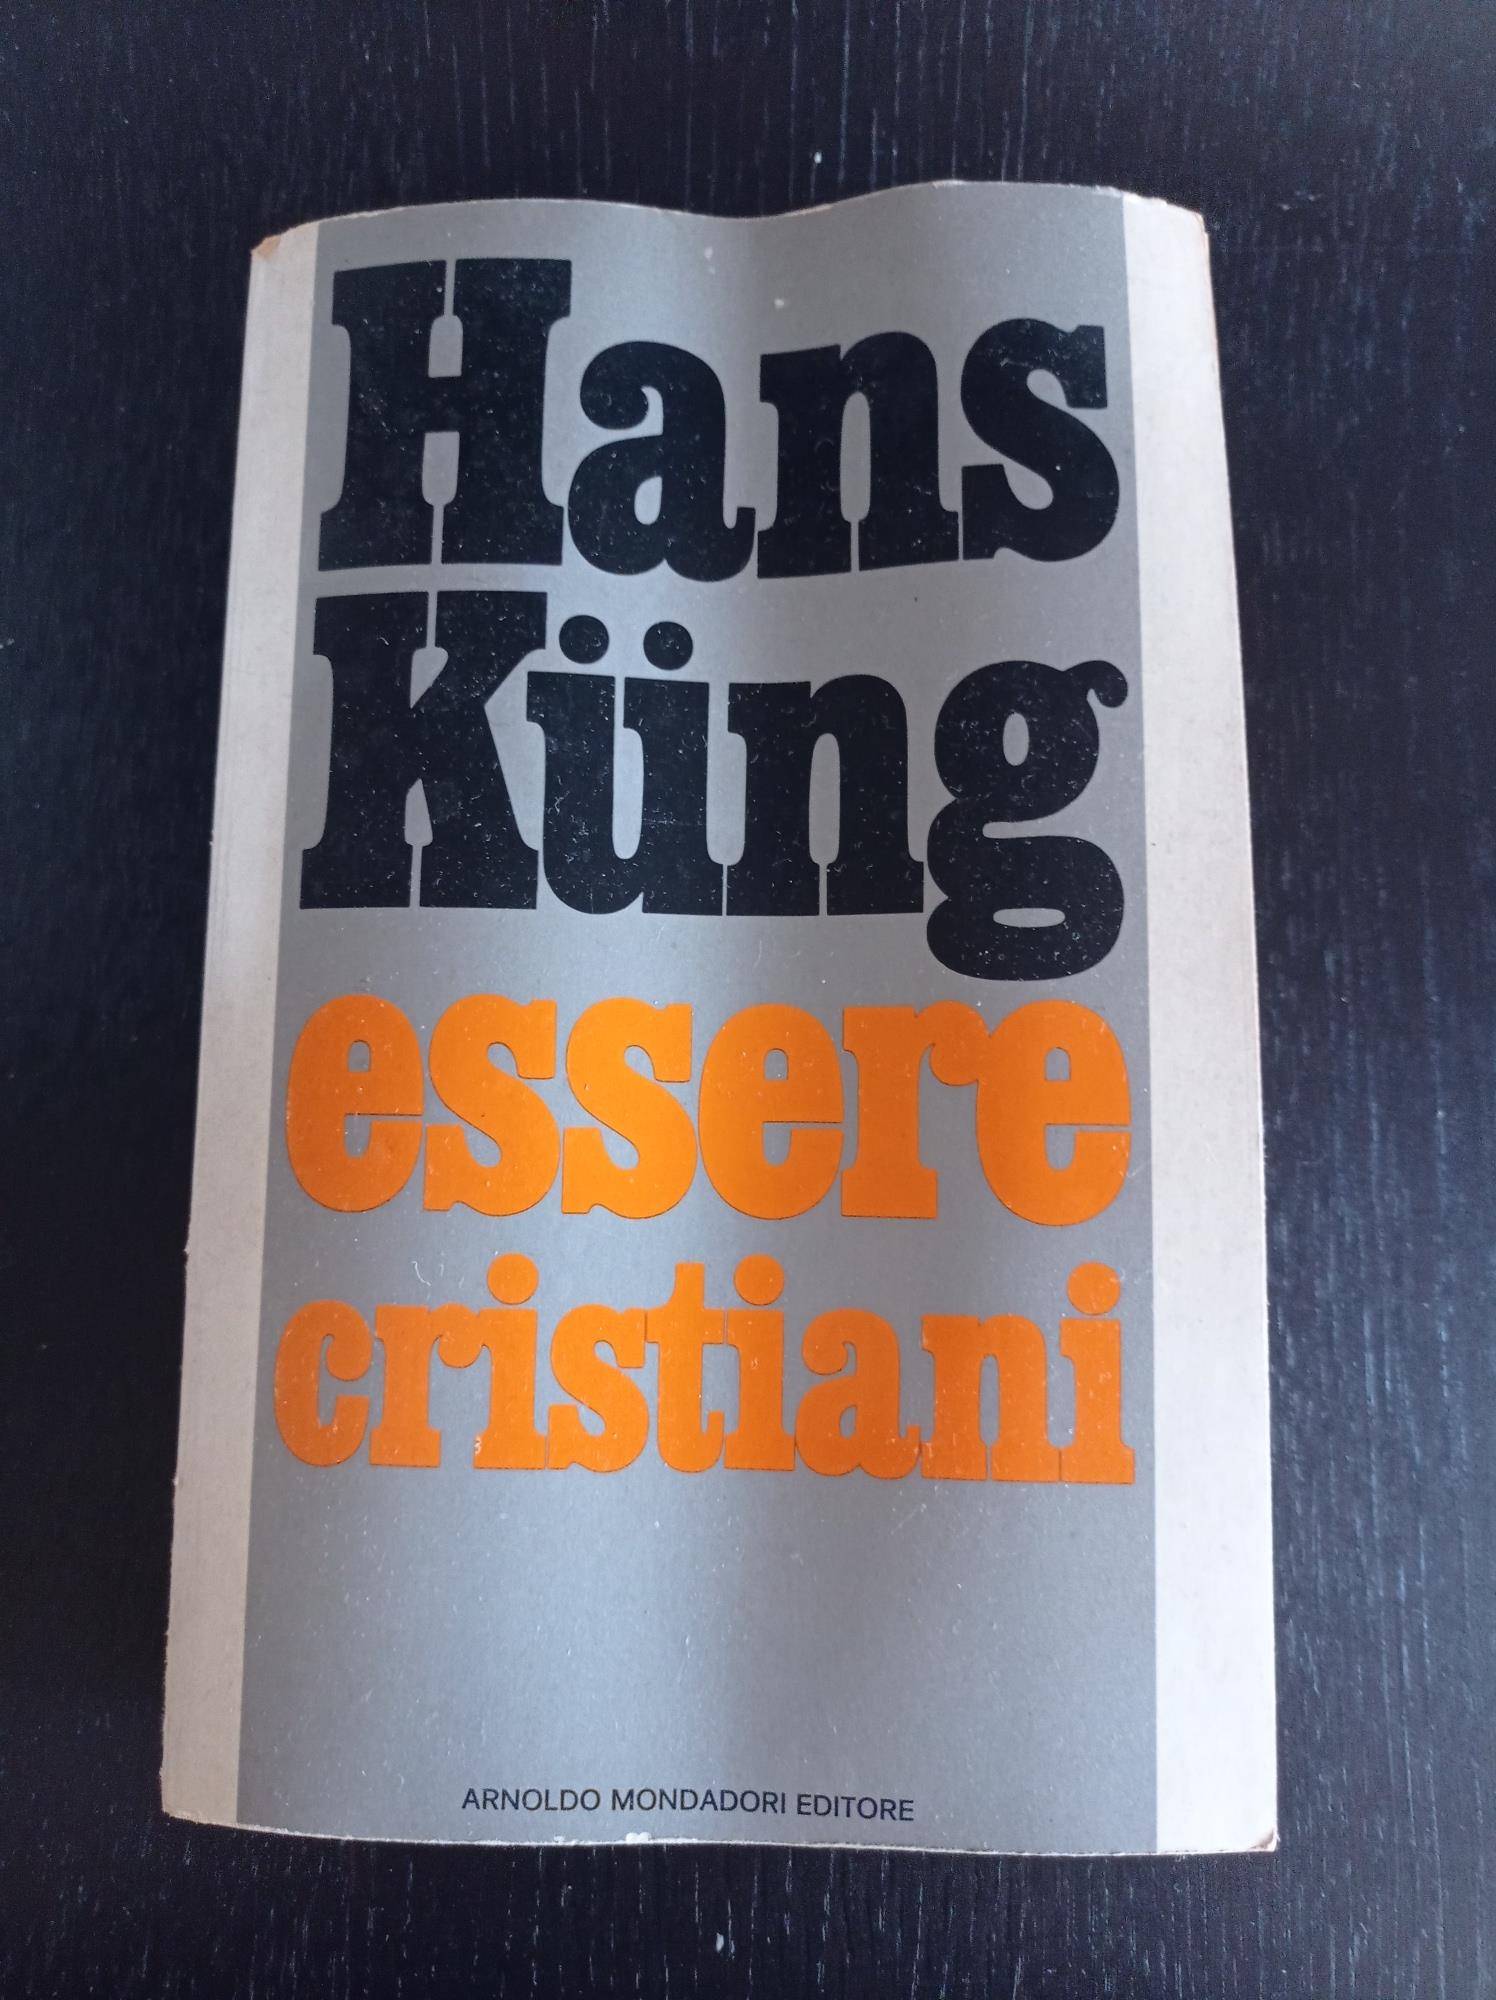 Hans
Küng
essere
cristiani
ARNOLDO MONDADORI EDITORE